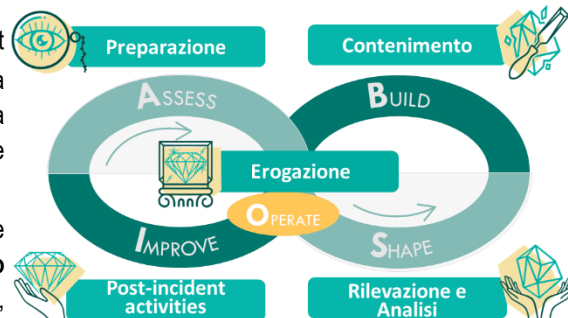 t
Preparazione
Contenimento
a
ASSESS
BUILD
a
e
Erogazione
OPERATE
e
IMPROVE
SHAPE
o
Post-incident
activities
Rilevazione e
Analisi
,